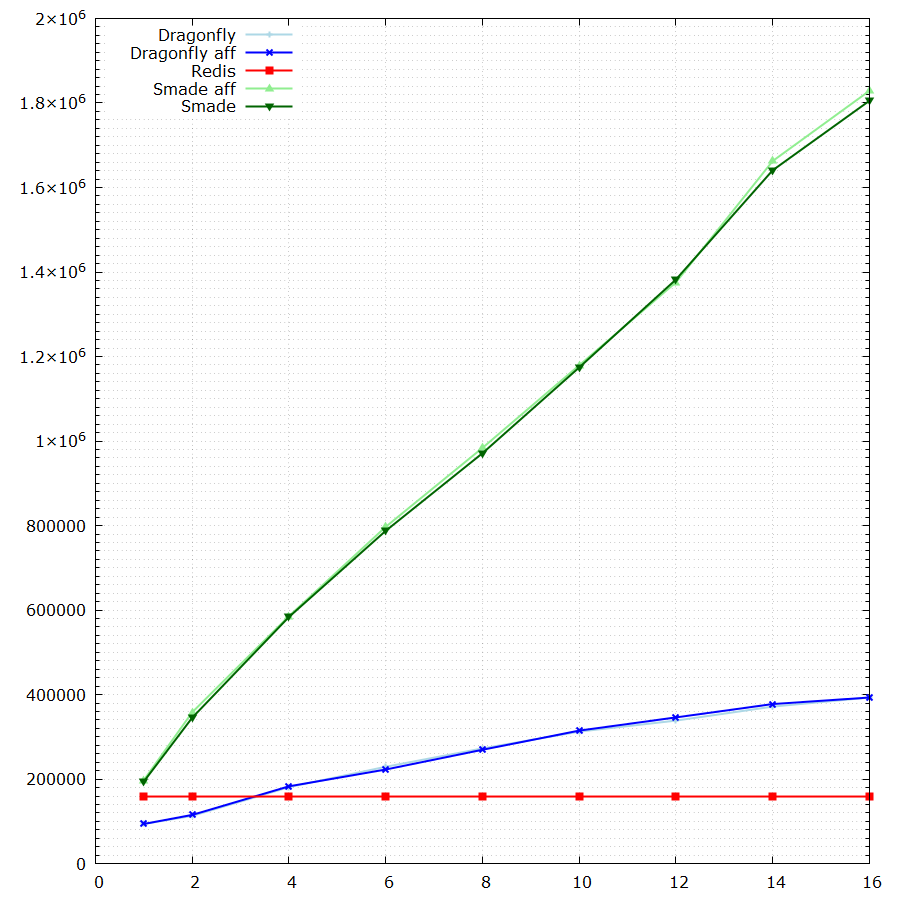 2×10⁶
1.8×10⁶
1.6×10⁶
1.4×10⁶
1.2×10⁶
1×10⁶
800000
600000
400000
200000
0
Dragonfly
Dragonfly aff
Redis
Smade aff
Smade
0 2 4 6 8 10 12 14 16